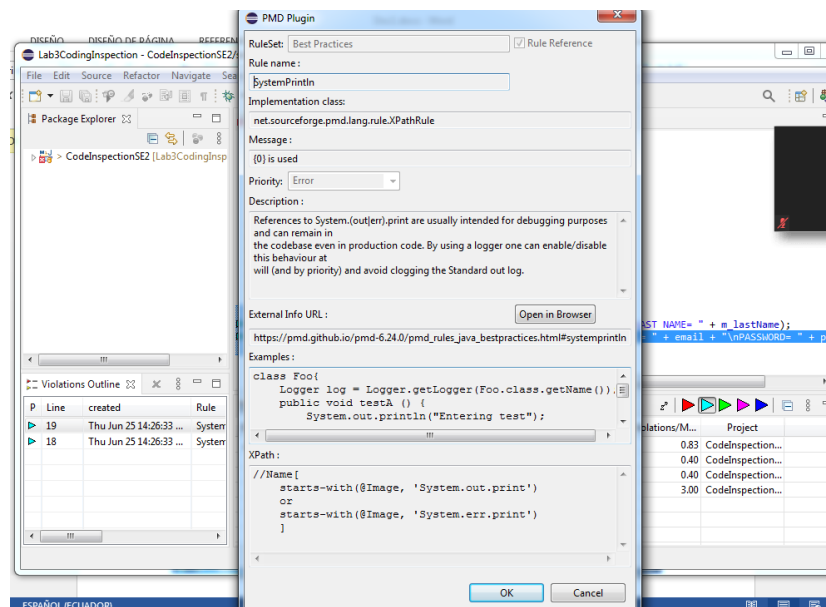 DISEÑO DISEÑO DE PÁGINA REFEREN
Lab3CodingInspection - CodeInspectionSE2/s
File Edit Source Refactor Navigate Sea
Package Explorer
> CodeInspectionSE2 [Lab3CodingInsp
Violations Outline
P Line created Rule
19 Thu Jun 25 14:26:33 ... System
18 Thu Jun 25 14:26:33 ... System
ESPAÑOL (ECUADOR)
PMD Plugin
RuleSet: Best Practices Rule Reference
Rule name :
SystemPrintln
Implementation class:
net.sourceforge.pmd.lang.rule.XPathRule
Message :
{0} is used
Priority: Error
Description :
References to System.(out|err).print are usually intended for debugging purposes
and can remain in
the codebase even in production code. By using a logger one can enable/disable
this behaviour at
will (and by priority) and avoid clogging the Standard out log.
External Info URL :
Open in Browser
https://pmd.github.io/pmd-6.24.0/pmd_rules_java_bestpractices.html#systemprintln
Examples :
class Foo{
Logger log = Logger.getLogger(Foo.class.getName())
public void testA () {
System.out.println("Entering test");
XPath :
//Name[
starts-with(@Image, 'System.out.print')
or
starts-with(@Image, 'System.err.print')
]
OK Cancel
AST NAME= " + m_lastName);
" + email + "\nPASSWORD= " + p
olations/M... Project
0.83 CodeInspection...
0.40 CodeInspection...
0.40 CodeInspection...
3.00 CodeInspection...